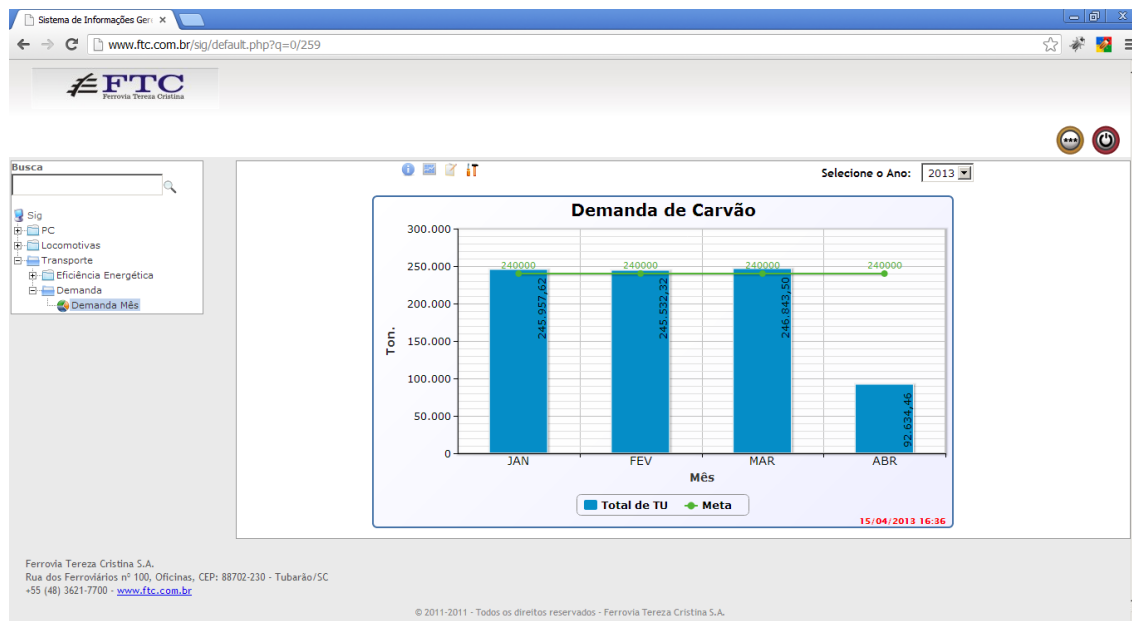 Sistema de Informações Ger
www.ftc.com.br/sig/default.php?q=0/259
FTC
Ferrovia Tereza Cristina
Busca
Sig
PC
Locomotivas
Transporte
Eficiência Energética
Demanda
Demanda Mês
Selecione o Ano: 2013
Demanda de Carvão
300.000
250.000
200.000
150.000
100.000
50.000
0
Ton.
240000 240000 240000 240000
245.957,62 245.532,32 246.843,50 92.634,46
JAN FEV MAR ABR
Mês
Total de TU Meta
15/04/2013 16:36
Ferrovia Tereza Cristina S.A.
Rua dos Ferroviários nº 100, Oficinas, CEP: 88702-230 - Tubarão/SC
+55 (48) 3621-7700 - www.ftc.com.br
© 2011-2011 - Todos os direitos reservados - Ferrovia Tereza Cristina S.A.